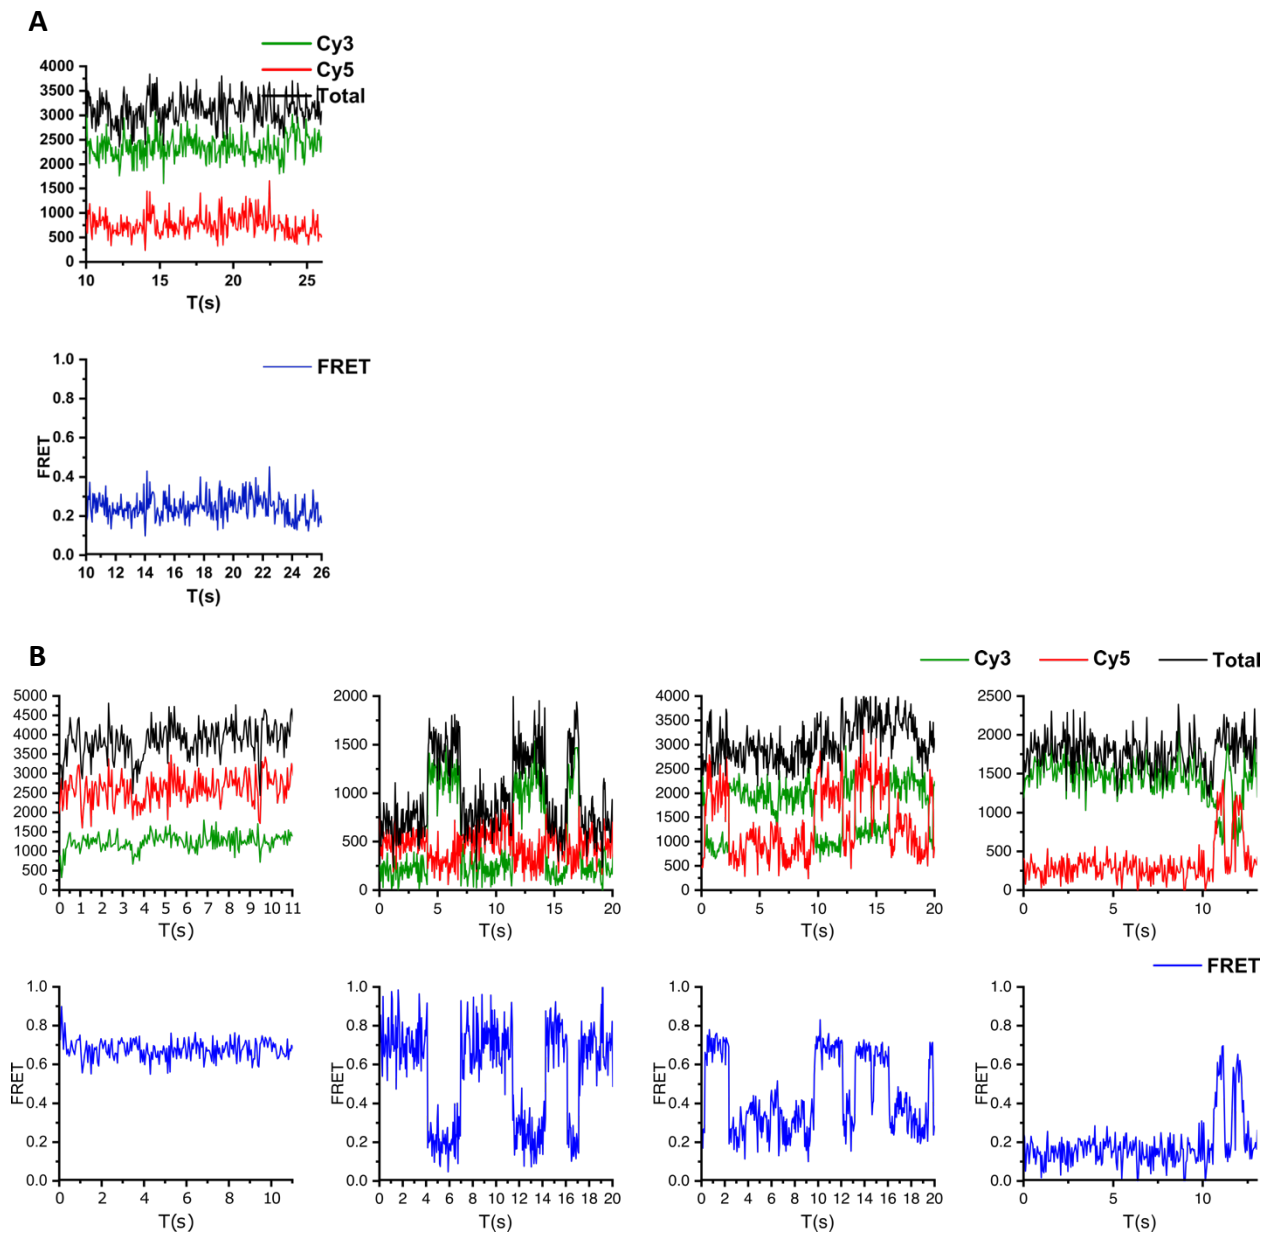 A
Cy3
Cy5
Total
4000
3500
3000
2500
2000
1500
1000
500
0
10 15 20 25
T(s)
FRET
1.0
0.8
0.6
0.4
0.2
0.0
FRET
10 12 14 16 18 20 22 24 26
T(s)
B
Cy3 Cy5 Total
5000
4500
4000
3500
3000
2500
2000
1500
1000
500
0
0 1 2 3 4 5 6 7 8 9 10 11
T(s)
2000
1500
1000
500
0
0 5 10 15 20
T(s)
4000
3500
3000
2500
2000
1500
1000
500
0
0 5 10 15 20
T(s)
2500
2000
1500
1000
500
0
0 5 10
T(s)
FRET
1.0
0.8
0.6
0.4
0.2
0.0
FRET
0 2 4 6 8 10
T(s)
1.0
0.8
0.6
0.4
0.2
0.0
FRET
0 2 4 6 8 10 12 14 16 18 20
T(s)
1.0
0.8
0.6
0.4
0.2
0.0
FRET
0 2 4 6 8 10 12 14 16 18 20
T(s)
1.0
0.8
0.6
0.4
0.2
0.0
FRET
0 5 10
T(s)